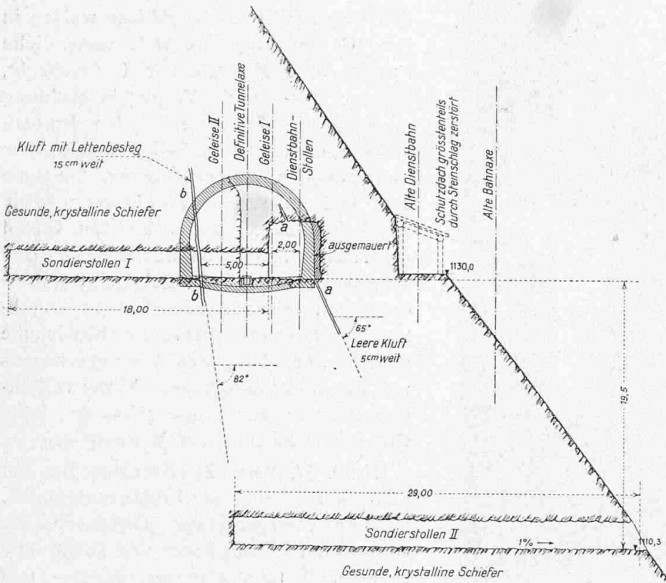 Kluft mit Lettenbesteg
15 cm weit
Geleise II
Definitive Tunnelaxe
Geleise I
Dienstbahn-
Stollen
Alte Dienstbahn
Schutzdach grösstenteils
durch Steinschlag zerstört
Alte Bahnaxe
b
a
Gesunde, krystalline Schiefer
2,00
ausgemauert
5,00
Sondierstollen I
1130,0
b
a
18,00
65°
Leere Kluft
5 cm weit
82°
19,5
29,00
Sondierstollen II
1%
1110,3
Gesunde, krystalline Schiefer